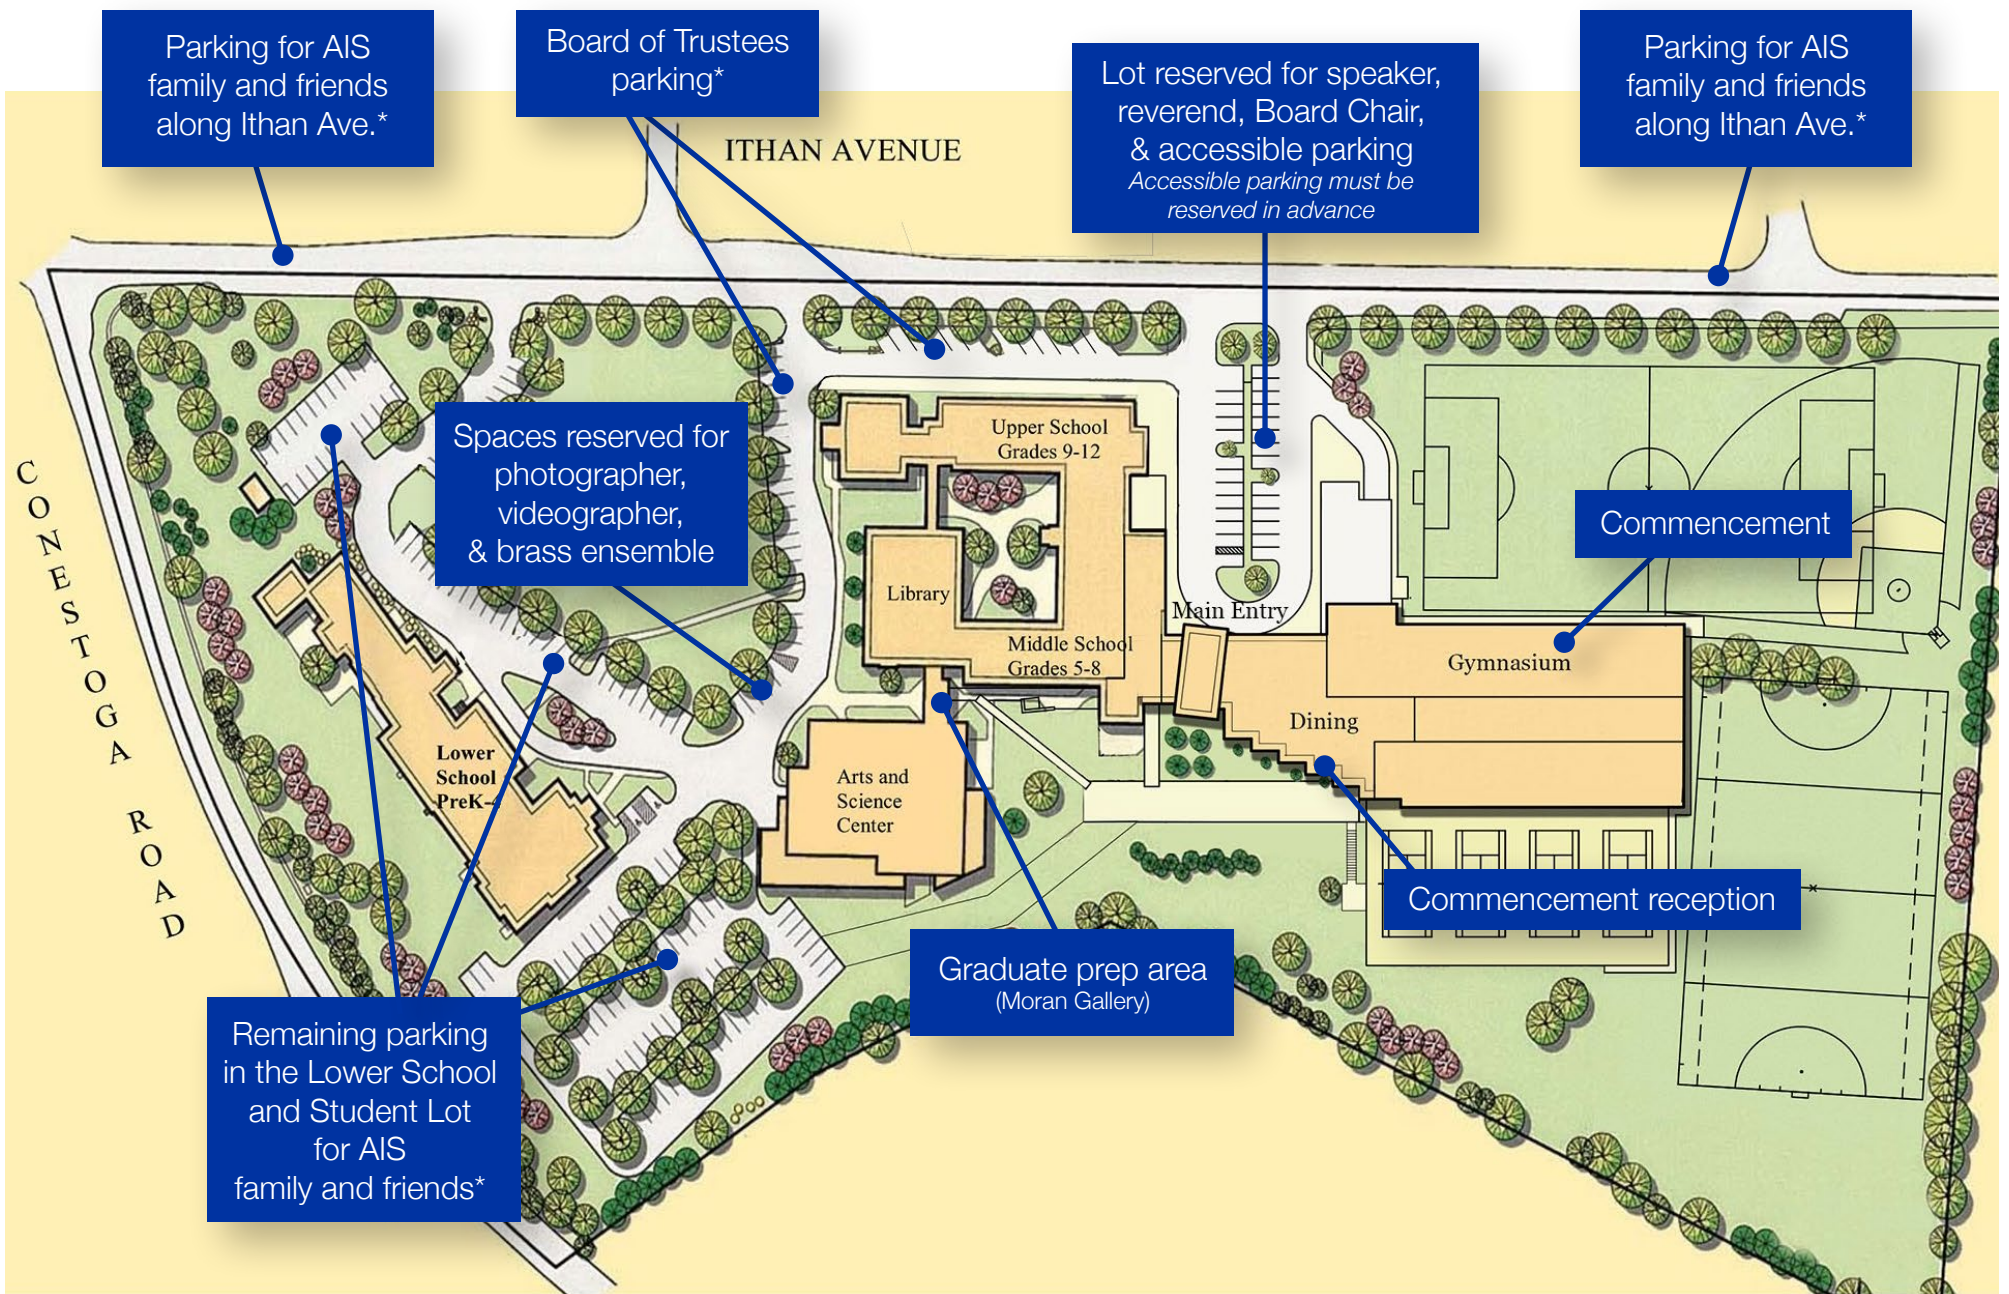 Parking for AIS
family and friends
along Ithan Ave.*
Board of Trustees
parking*
Lot reserved for speaker,
reverend, Board Chair,
& accessible parking
Accessible parking must be
reserved in advance
Parking for AIS
family and friends
along Ithan Ave.*
ITHAN AVENUE
CONESTOGA ROAD
Spaces reserved for
photographer,
videographer,
& brass ensemble
Upper School
Grades 9-12
Library
Middle School
Grades 5-8
Main Entry
Commencement
Gymnasium
Dining
Lower
School
PreK-4
Arts and
Science
Center
Commencement reception
Graduate prep area
(Moran Gallery)
Remaining parking
in the Lower School
and Student Lot
for AIS
family and friends*